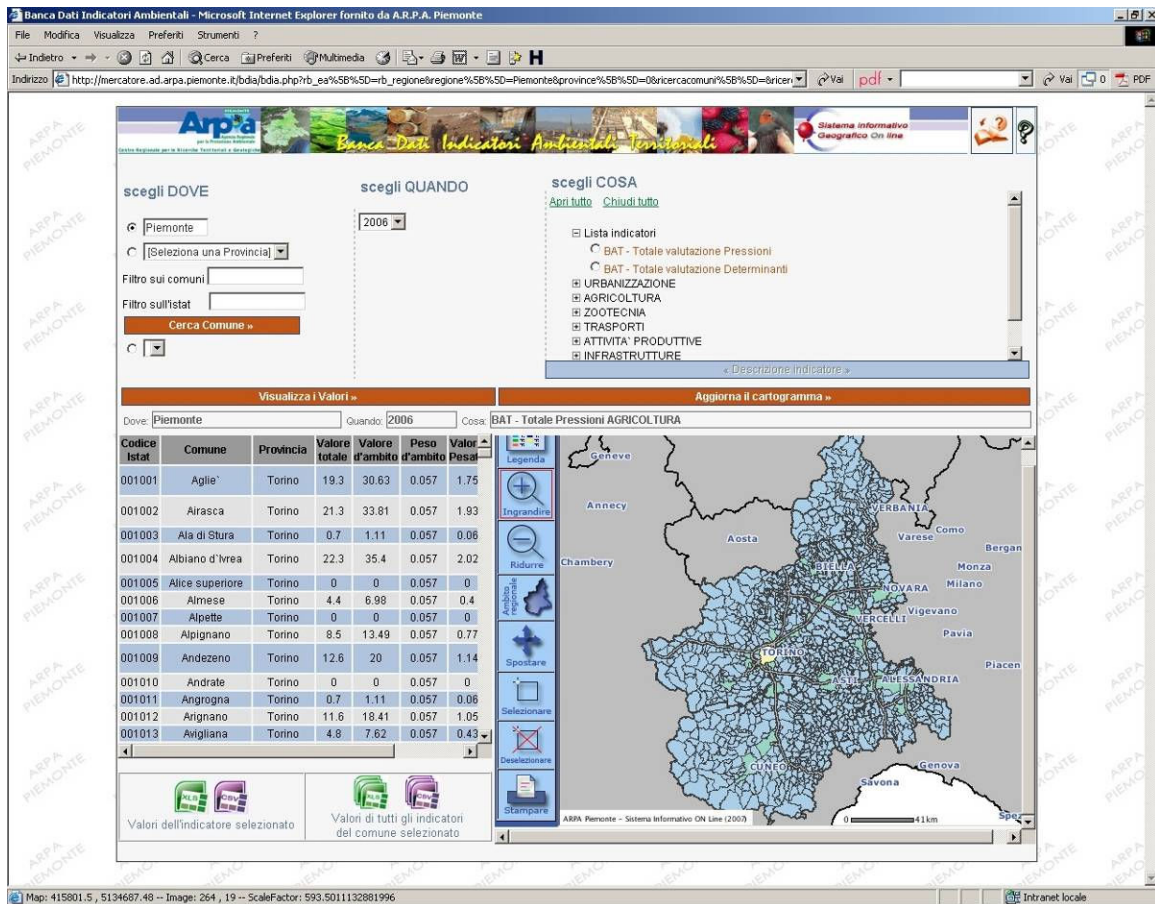 Banca Dati Indicatori Ambientali - Microsoft Internet Explorer fornito da A.R.P.A. Piemonte
File Modifica Visualizza Preferiti Strumenti ?
Indietro Cerca Preferiti Multimedia
Indirizzo http://mercatore.ad.arpa.piemonte.it/bdia/bdia.php?rb_ea%5B%5D=rb_regione&regione%5B%5D=Piemonte&province%5B%5D=0&ricercacomuni%5B%5D=&ricer Vai pdf Vai 0 PDF
Arpa
Centro Regionale per le Ricerche Territoriali e Geologiche
Banca Dati Indicatori Ambientali Territoriali
Sistema informativo
Geografico On line
scegli DOVE
Piemonte
[Seleziona una Provincia]
Filtro sui comuni
Filtro sull'istat
Cerca Comune »
scegli QUANDO
2006
scegli COSA
Apri tutto Chiudi tutto
Lista indicatori
BAT - Totale valutazione Pressioni
BAT - Totale valutazione Determinanti
URBANIZZAZIONE
AGRICOLTURA
ZOOTECNIA
TRASPORTI
ATTIVITA` PRODUTTIVE
INFRASTRUTTURE
« Descrizione indicatore »
Visualizza i Valori » Aggiorna il cartogramma »
Dove: Piemonte Quando: 2006 Cosa: BAT - Totale Pressioni AGRICOLTURA
Codice Istat Comune Provincia Valore totale Valore d'ambito Peso d'ambito Valor Pesat
001001 Aglie` Torino 19.3 30.63 0.057 1.75
001002 Airasca Torino 21.3 33.81 0.057 1.93
001003 Ala di Stura Torino 0.7 1.11 0.057 0.06
001004 Albiano d`Ivrea Torino 22.3 35.4 0.057 2.02
001005 Alice superiore Torino 0 0 0.057 0
001006 Almese Torino 4.4 6.98 0.057 0.4
001007 Alpette Torino 0 0 0.057 0
001008 Alpignano Torino 8.5 13.49 0.057 0.77
001009 Andezeno Torino 12.6 20 0.057 1.14
001010 Andrate Torino 0 0 0.057 0
001011 Angrogna Torino 0.7 1.11 0.057 0.06
001012 Arignano Torino 11.6 18.41 0.057 1.05
001013 Avigliana Torino 4.8 7.62 0.057 0.43
XLS CSV
Valori dell'indicatore selezionato
XLS CSV
Valori di tutti gli indicatori
del comune selezionato
Legenda
Ingrandire
Ridurre
Ambito regionale
Spostare
Selezionare
Deselezionare
Stampare
Geneve
Annecy
VERBANIA
Como
Varese
Aosta
Bergan
Chambery
BIELLA
Monza
NOVARA
Milano
Vigevano
VERCELLI
Pavia
TORINO
Piacen
ASTI
ALESSANDRIA
CUNEO
Genova
Savona
Spez
ARPA Piemonte - Sistema Informativo ON Line (2007)
0 41km
ARPA PIEMONTE
Map: 415801.5 , 5134687.48 -- Image: 264 , 19 -- ScaleFactor: 593.5011132881996
Intranet locale